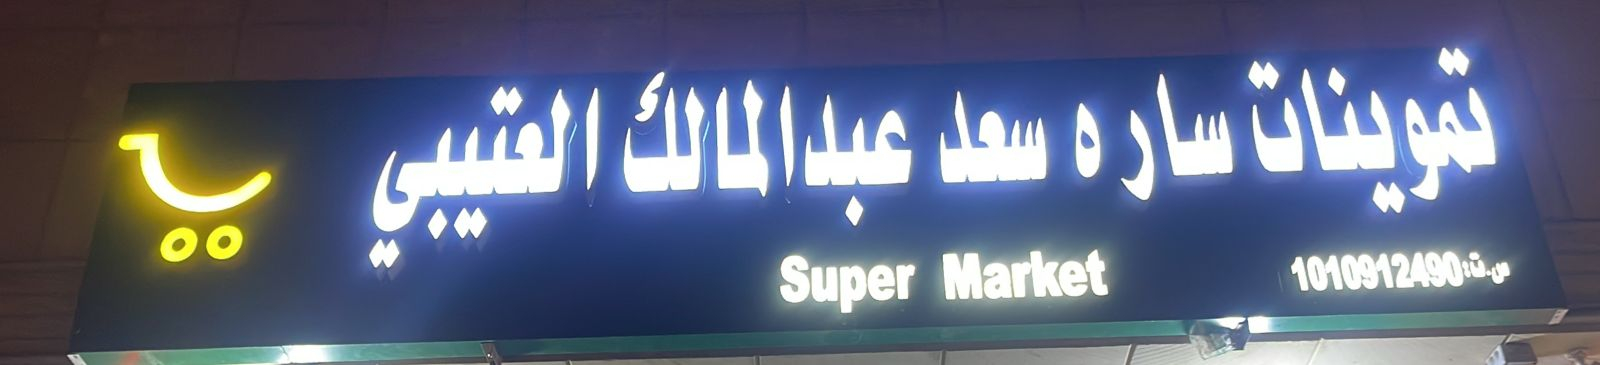 تموينات ساره سعد عبدالمالك العتيبي
Super Market
س.ت: 1010912490